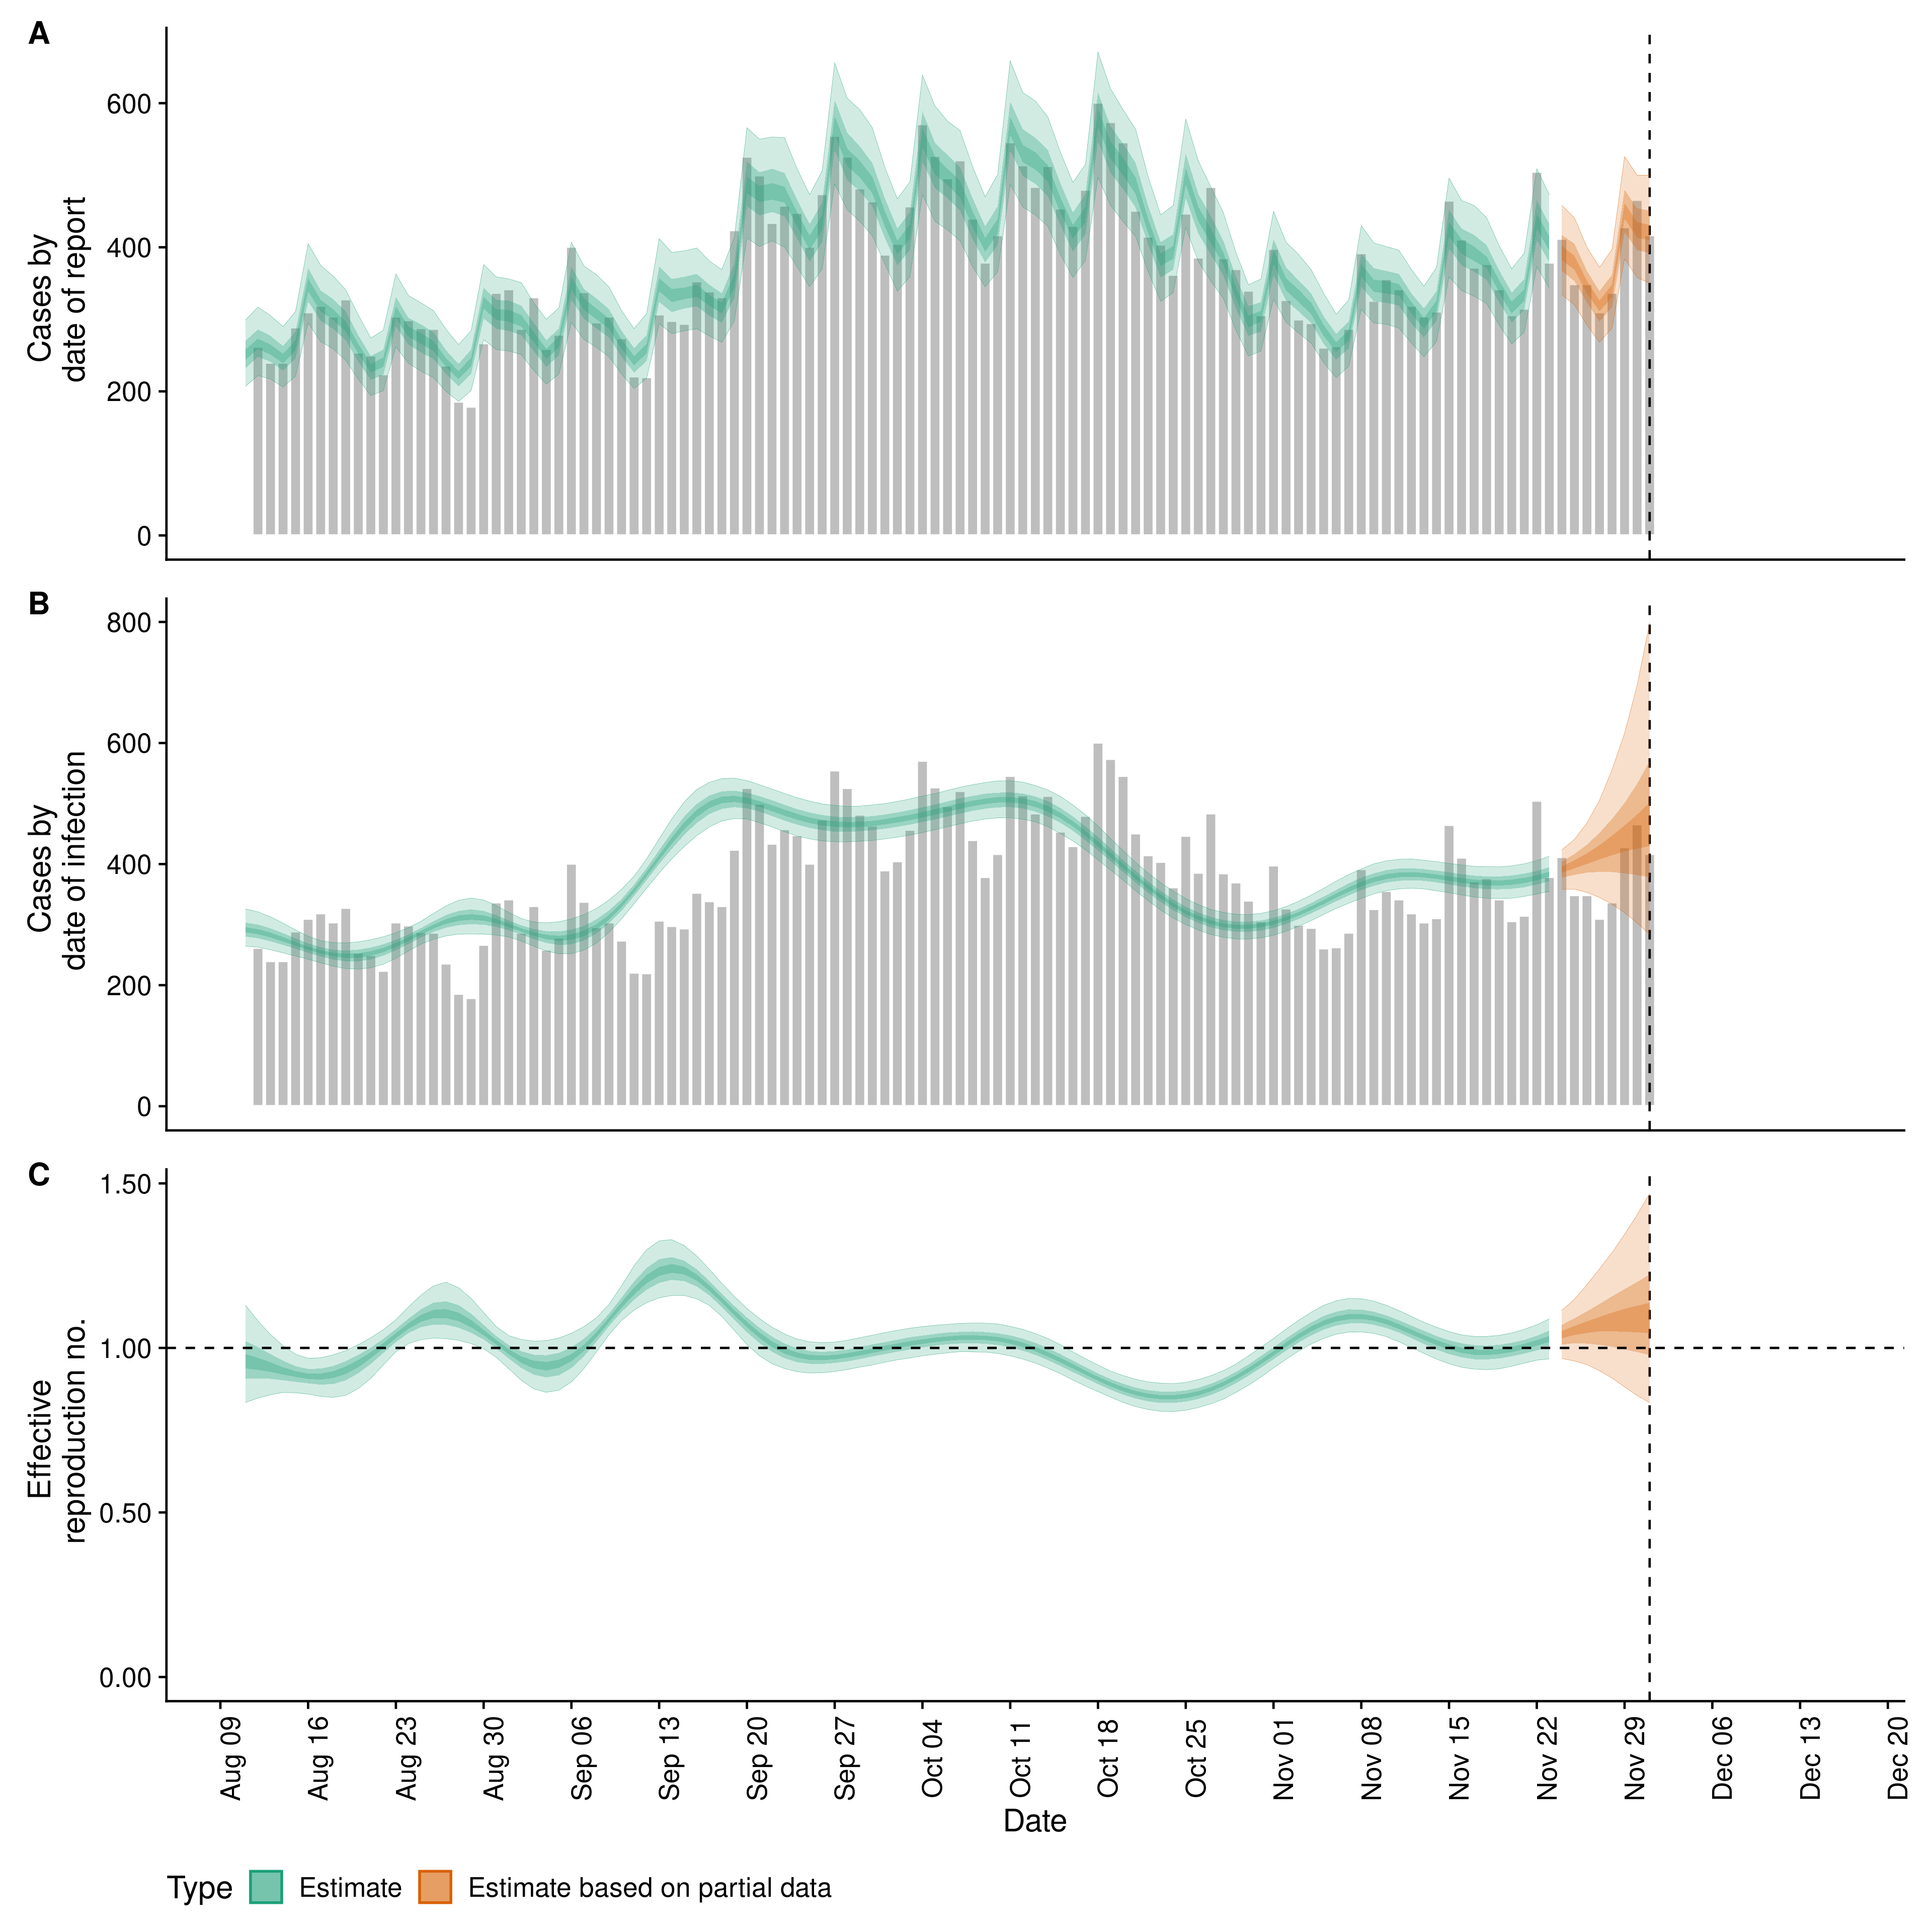 A
Cases by
date of report
600
400
200
0
B
Cases by
date of infection
800
600
400
200
0
C
Effective
reproduction no.
1.50
1.00
0.50
0.00
Aug 09
Aug 16
Aug 23
Aug 30
Sep 06
Sep 13
Sep 20
Sep 27
Oct 04
Oct 11
Oct 18
Oct 25
Nov 01
Nov 08
Nov 15
Nov 22
Nov 29
Dec 06
Dec 13
Dec 20
Date
Type Estimate Estimate based on partial data